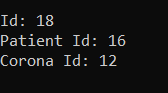 Id: 18
Patient Id: 16
Corona Id: 12